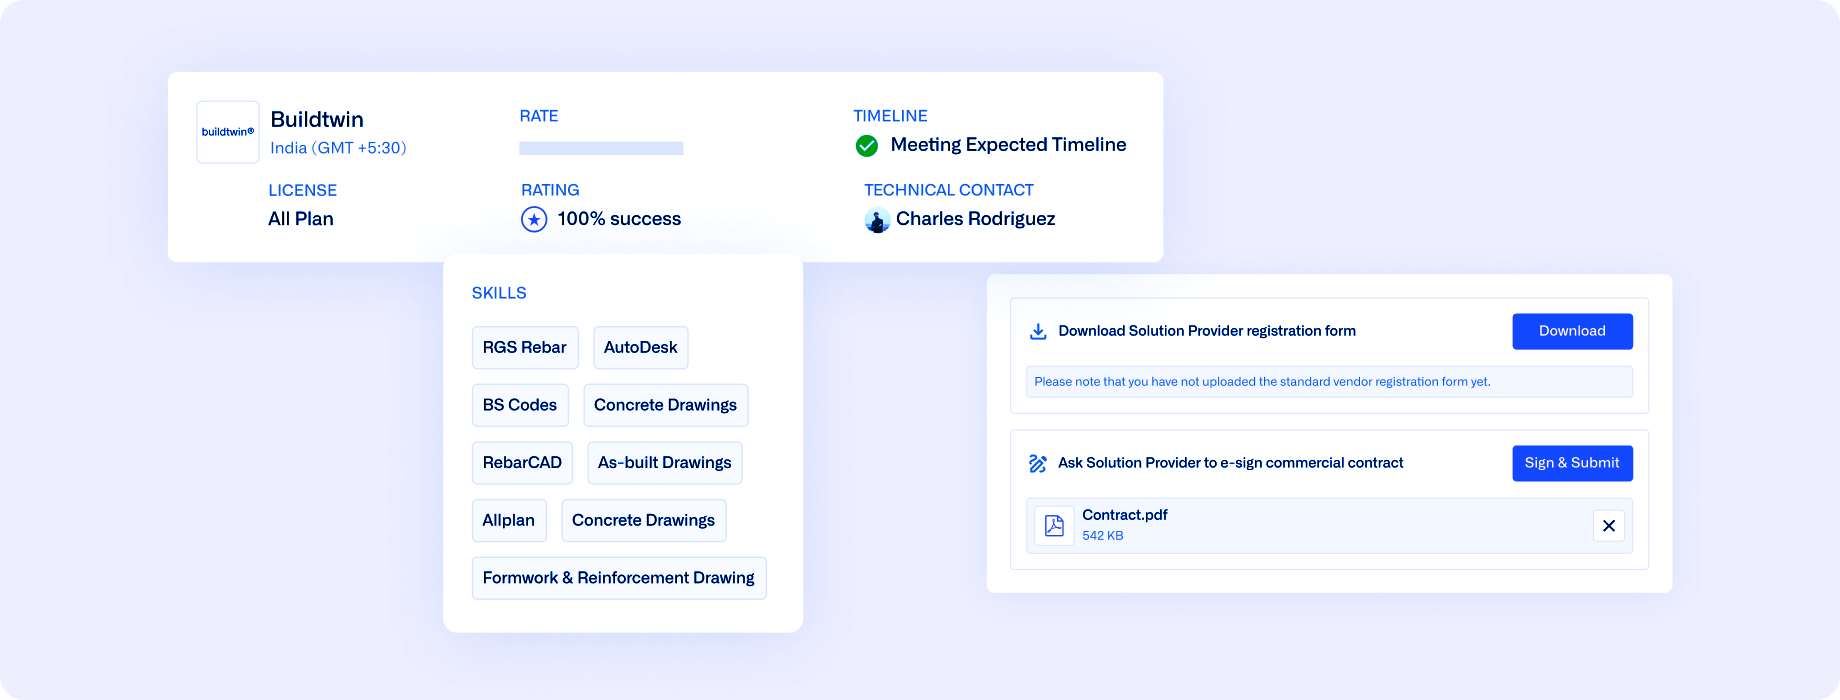 buildtwin®
Buildtwin
India (GMT +5:30)
RATE
TIMELINE
Meeting Expected Timeline
LICENSE
All Plan
RATING
100% success
TECHNICAL CONTACT
Charles Rodriguez
SKILLS
RGS Rebar
AutoDesk
BS Codes
Concrete Drawings
RebarCAD
As-built Drawings
Allplan
Concrete Drawings
Formwork & Reinforcement Drawing
Download Solution Provider registration form
Download
Please note that you have not uploaded the standard vendor registration form yet.
Ask Solution Provider to e-sign commercial contract
Sign & Submit
Contract.pdf
542 KB